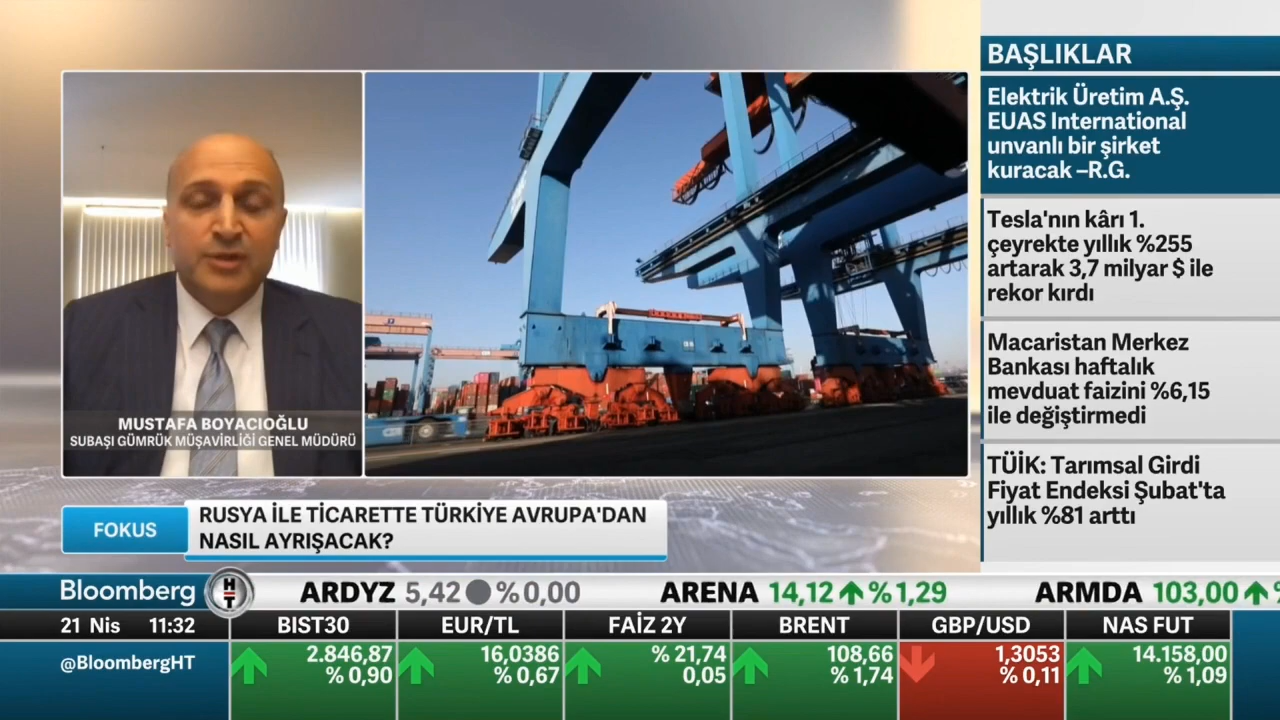 BAŞLIKLAR
Elektrik Üretim A.Ş.
EUAS International
unvanlı bir şirket
kuracak –R.G.
Tesla'nın kârı 1.
çeyrekte yıllık %255
artarak 3,7 milyar $ ile
rekor kırdı
Macaristan Merkez
Bankası haftalık
mevduat faizini %6,15
ile değiştirmedi
TÜİK: Tarımsal Girdi
Fiyat Endeksi Şubat'ta
yıllık %81 arttı
MUSTAFA BOYACIOĞLU
SUBAŞI GÜMRÜK MÜŞAVİRLİĞİ GENEL MÜDÜRÜ
FOKUS
RUSYA İLE TİCARETTE TÜRKİYE AVRUPA'DAN
NASIL AYRIŞACAK?
Bloomberg HT ARDYZ 5,42 %0,00 ARENA 14,12 %1,29 ARMDA 103,00 %
21 Nis 11:32 BIST30 EUR/TL FAİZ 2Y BRENT GBP/USD NAS FUT
@BloombergHT 2.846,87 16,0386 % 21,74 108,66 1,3053 14.158,00
% 0,90 % 0,67 0,05 % 1,74 % 0,11 % 1,09